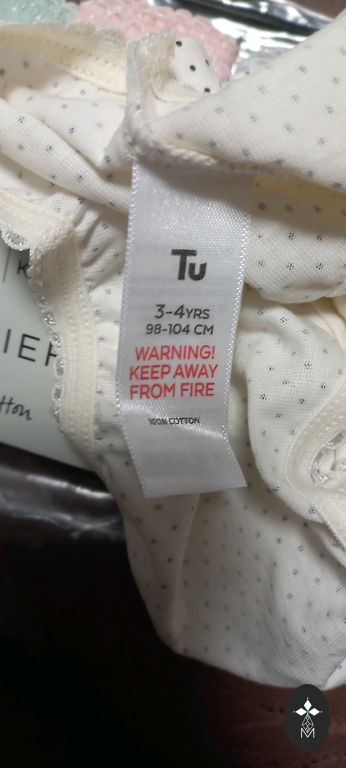 Tu
3-4YRS
98-104 CM
WARNING!
KEEP AWAY
FROM FIRE
100% COTTON